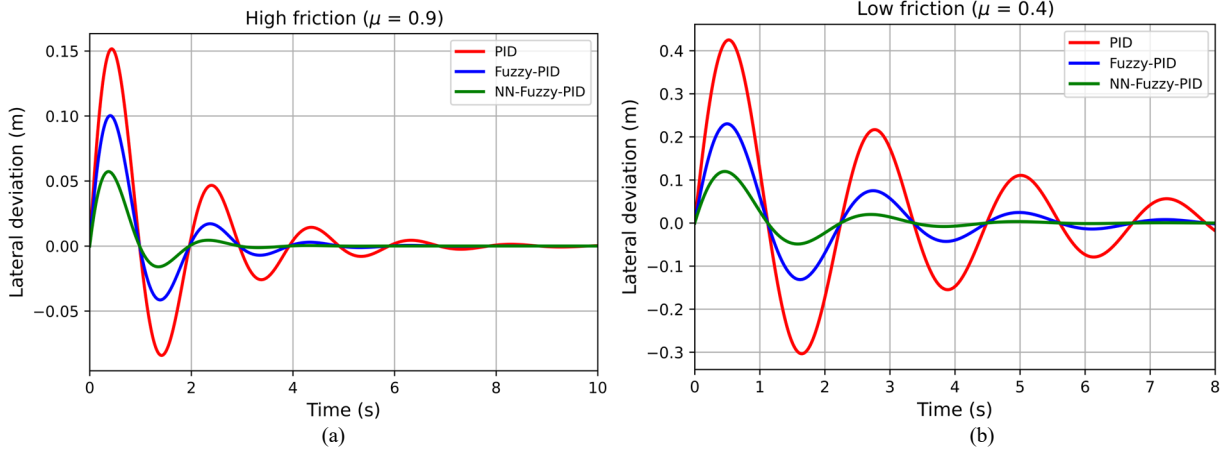 High friction (μ = 0.9)
Lateral deviation (m)
0.15
0.10
0.05
0.00
−0.05
PID
Fuzzy-PID
NN-Fuzzy-PID
0 2 4 6 8 10
Time (s)
(a)
Low friction (μ = 0.4)
Lateral deviation (m)
0.4
0.3
0.2
0.1
0.0
−0.1
−0.2
−0.3
PID
Fuzzy-PID
NN-Fuzzy-PID
0 1 2 3 4 5 6 7 8
Time (s)
(b)